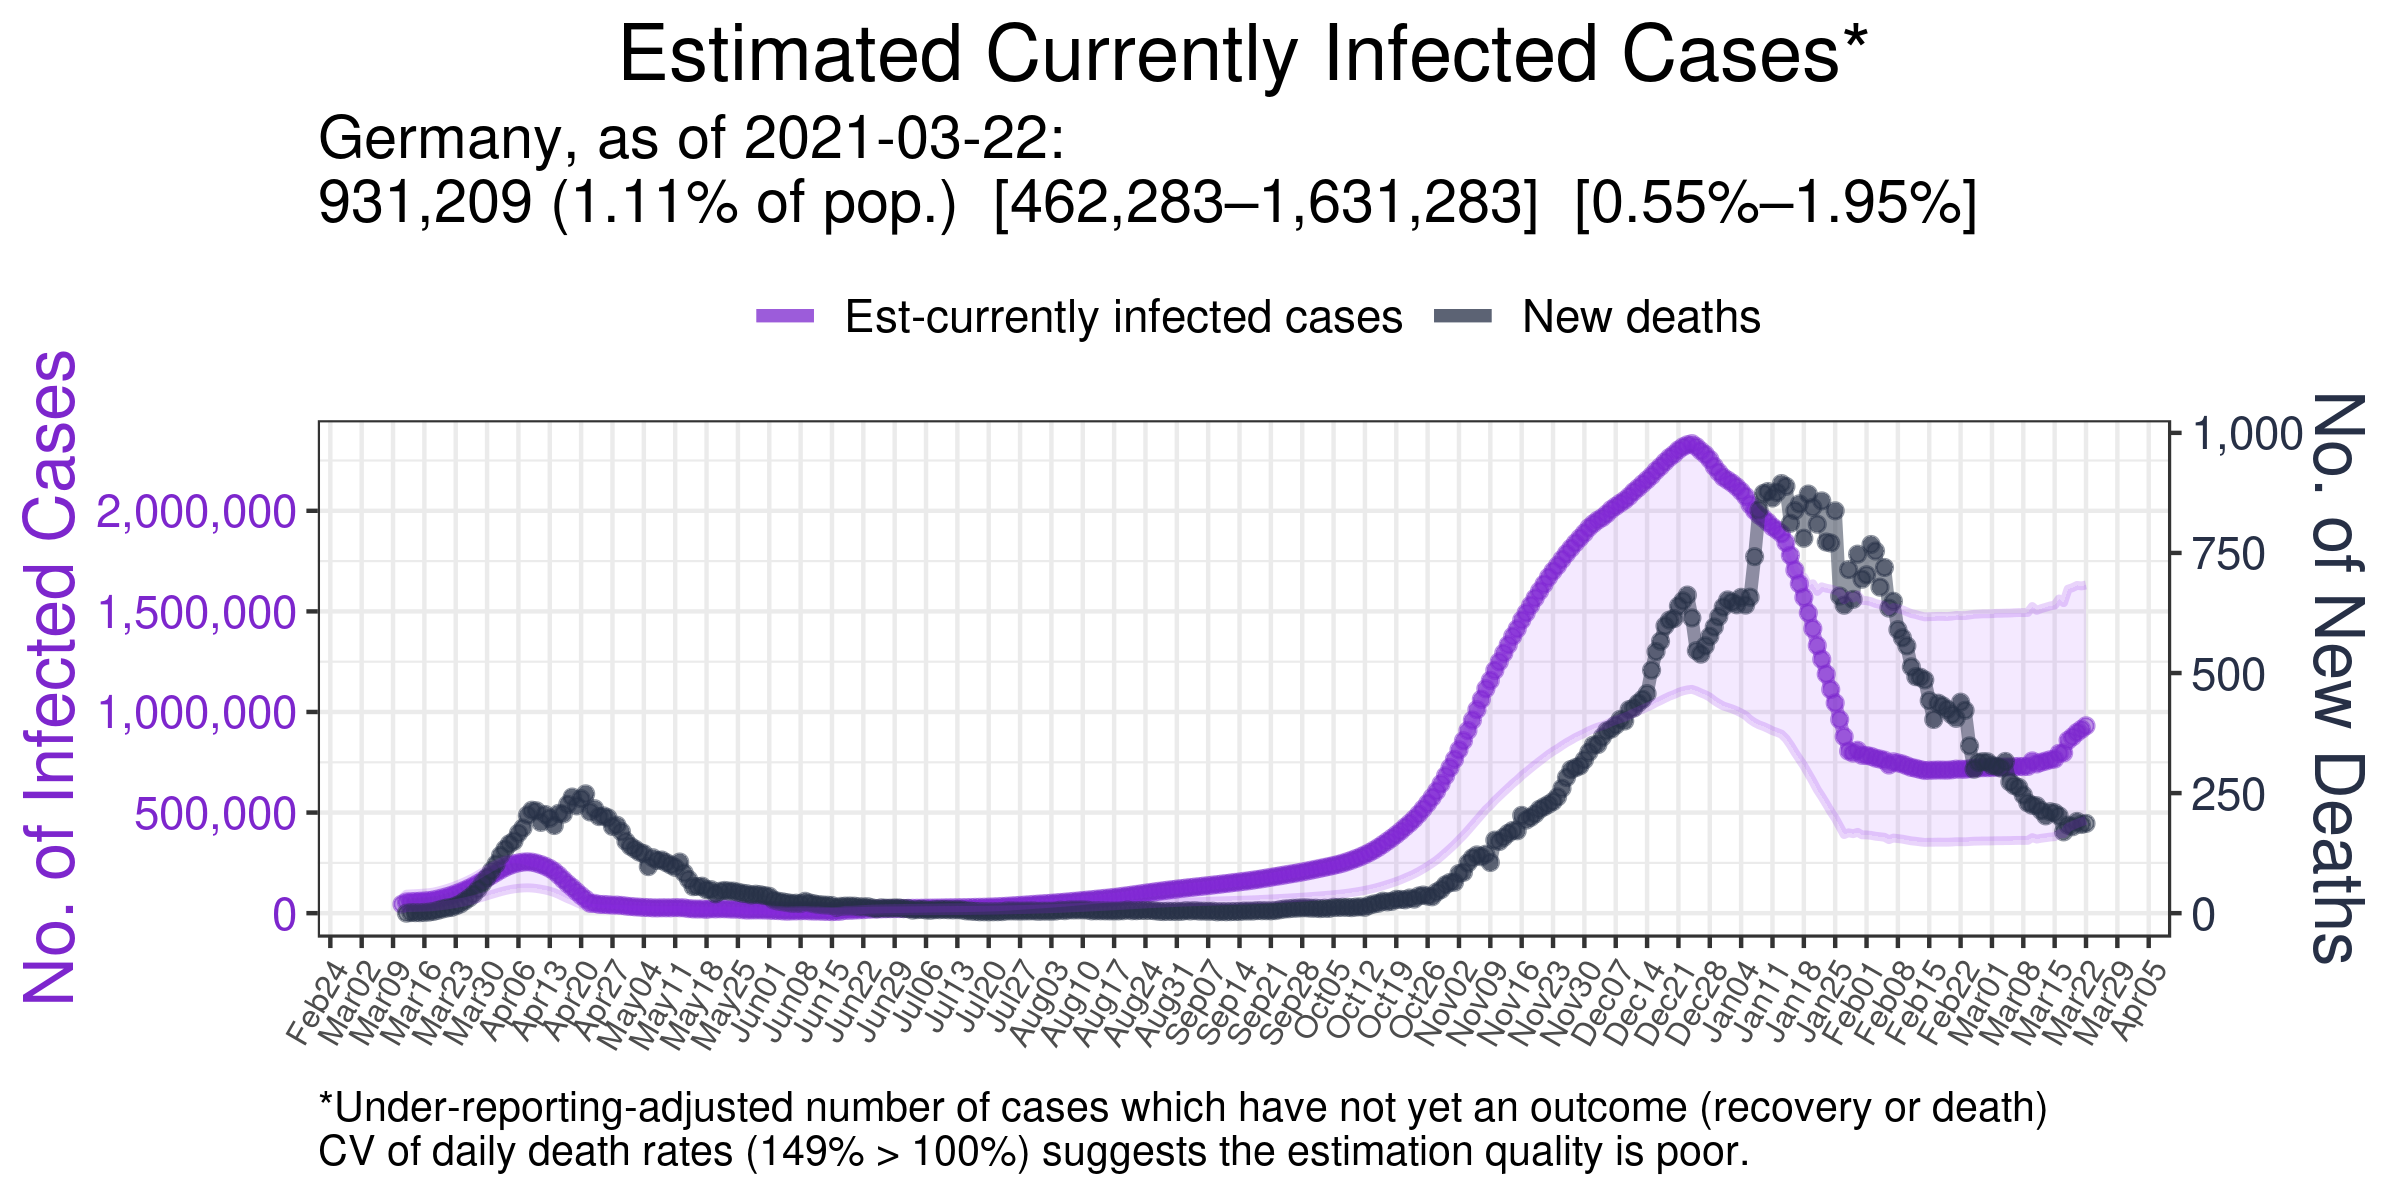 Estimated Currently Infected Cases*
Germany, as of 2021-03-22:
931,209 (1.11% of pop.)  [462,283–1,631,283]  [0.55%–1.95%]
Est-currently infected cases
New deaths
No. of Infected Cases
2,000,000
1,500,000
1,000,000
500,000
0
1,000
750
500
250
0
No. of New Deaths
Feb24
Mar02
Mar09
Mar16
Mar23
Mar30
Apr06
Apr13
Apr20
Apr27
May04
May11
May18
May25
Jun01
Jun08
Jun15
Jun22
Jun29
Jul06
Jul13
Jul20
Jul27
Aug03
Aug10
Aug17
Aug24
Aug31
Sep07
Sep14
Sep21
Sep28
Oct05
Oct12
Oct19
Oct26
Nov02
Nov09
Nov16
Nov23
Nov30
Dec07
Dec14
Dec21
Dec28
Jan04
Jan11
Jan18
Jan25
Feb01
Feb08
Feb15
Feb22
Mar01
Mar08
Mar15
Mar22
Mar29
Apr05
*Under-reporting-adjusted number of cases which have not yet an outcome (recovery or death)
CV of daily death rates (149% > 100%) suggests the estimation quality is poor.